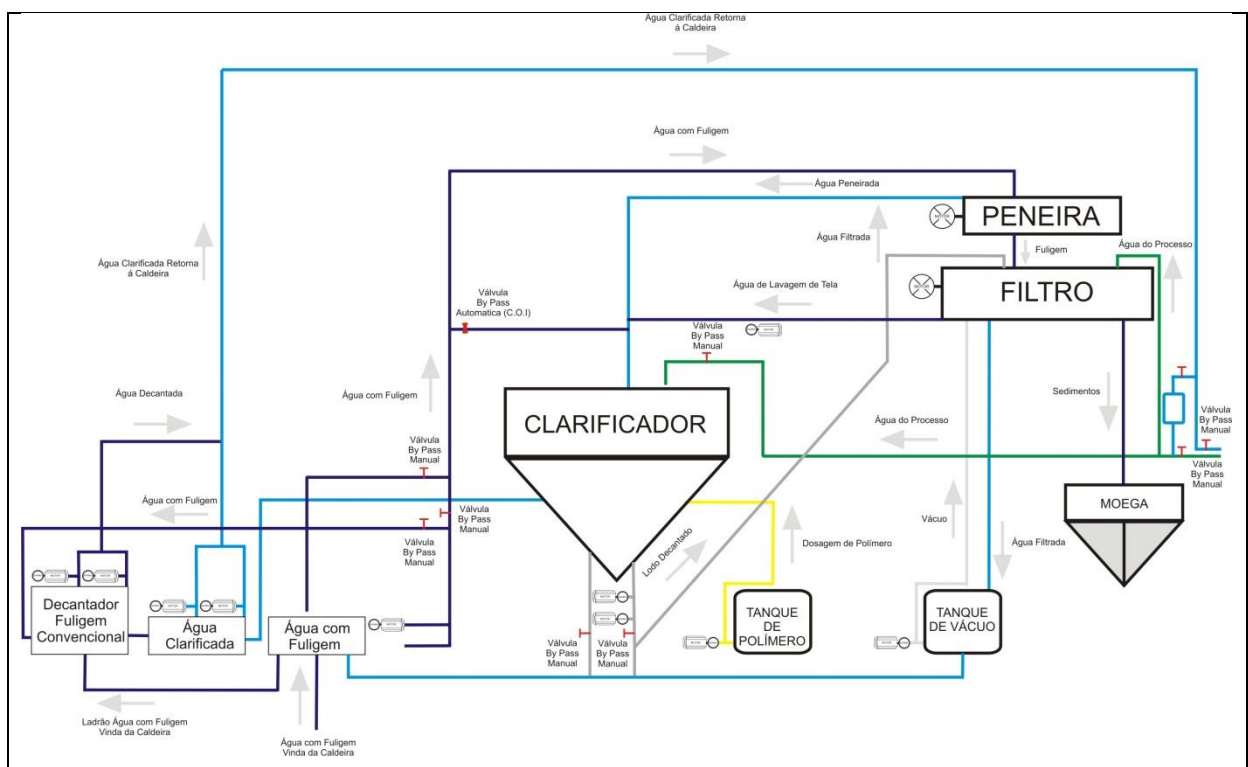 Água Clarificada Retorna
á Caldeira
Água com Fuligem
Água Peneirada
MOTOR
PENEIRA
Água Filtrada
Fuligem
Água do Processo
Água Clarificada Retorna
á Caldeira
Água de Lavagem de Tela
MOTOR
FILTRO
Válvula
By Pass
Automatica (C.O.I)
Válvula
By Pass
Manual
Água Decantada
Água com Fuligem
CLARIFICADOR
Sedimentos
Água do Processo
Válvula
By Pass
Manual
Válvula
By Pass
Manual
Válvula
By Pass
Manual
Água com Fuligem
Válvula
By Pass
Manual
Válvula
By Pass
Manual
MOEGA
Lodo Decantado
Dosagem de Polímero
Vácuo
Água Filtrada
Decantador
Fuligem
Convencional
Água
Clarificada
Água com
Fuligem
Válvula
By Pass
Manual
Válvula
By Pass
Manual
TANQUE
DE
POLÍMERO
TANQUE
DE VÁCUO
Ladrão Água com Fuligem
Vinda da Caldeira
Água com Fuligem
Vinda da Caldeira